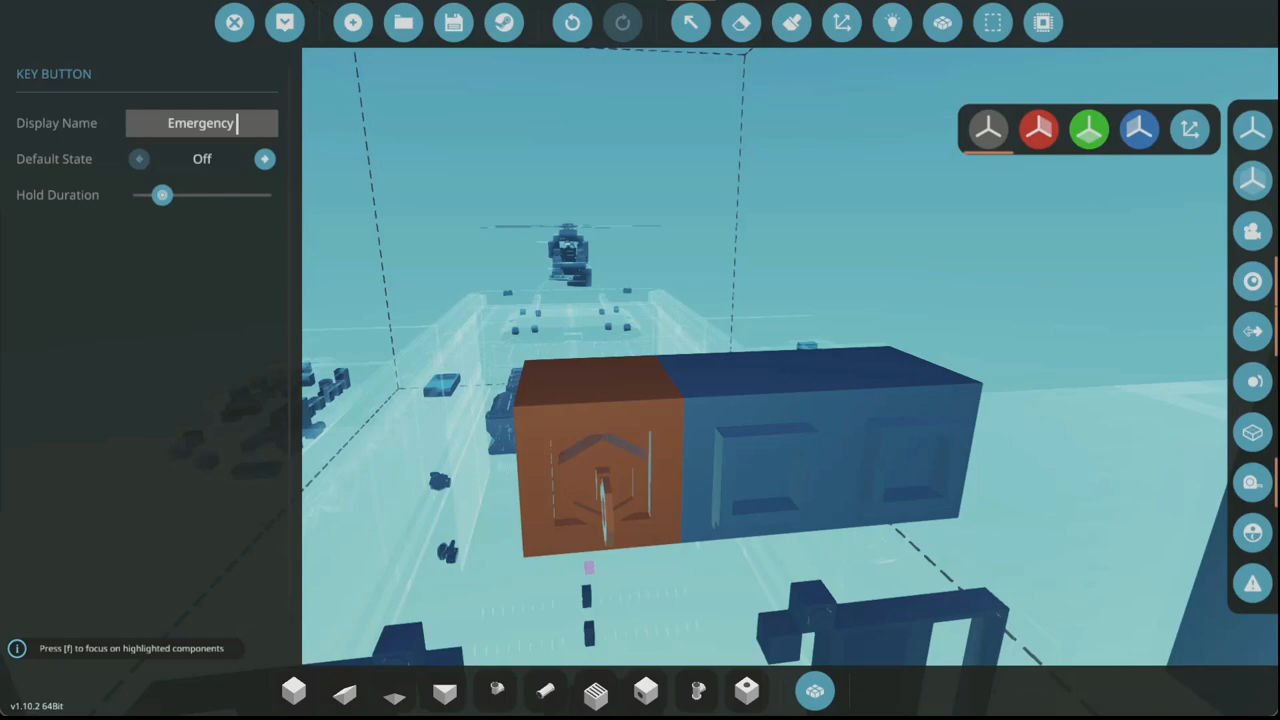 KEY BUTTON
Display Name Emergency
Default State Off
Hold Duration
Press [f] to focus on highlighted components
v1.10.2 64Bit